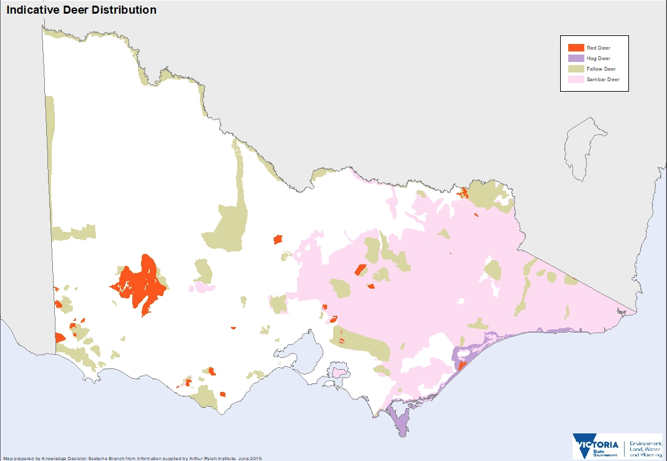 Indicative Deer Distribution
Red Deer
Hog Deer
Fallow Deer
Sambar Deer
Map prepared by Knowledge Decision Systems Branch from information supplied by Arthur Rylah Institute. June 2015.
VICTORIA
State
Government
Environment,
Land, Water
and Planning